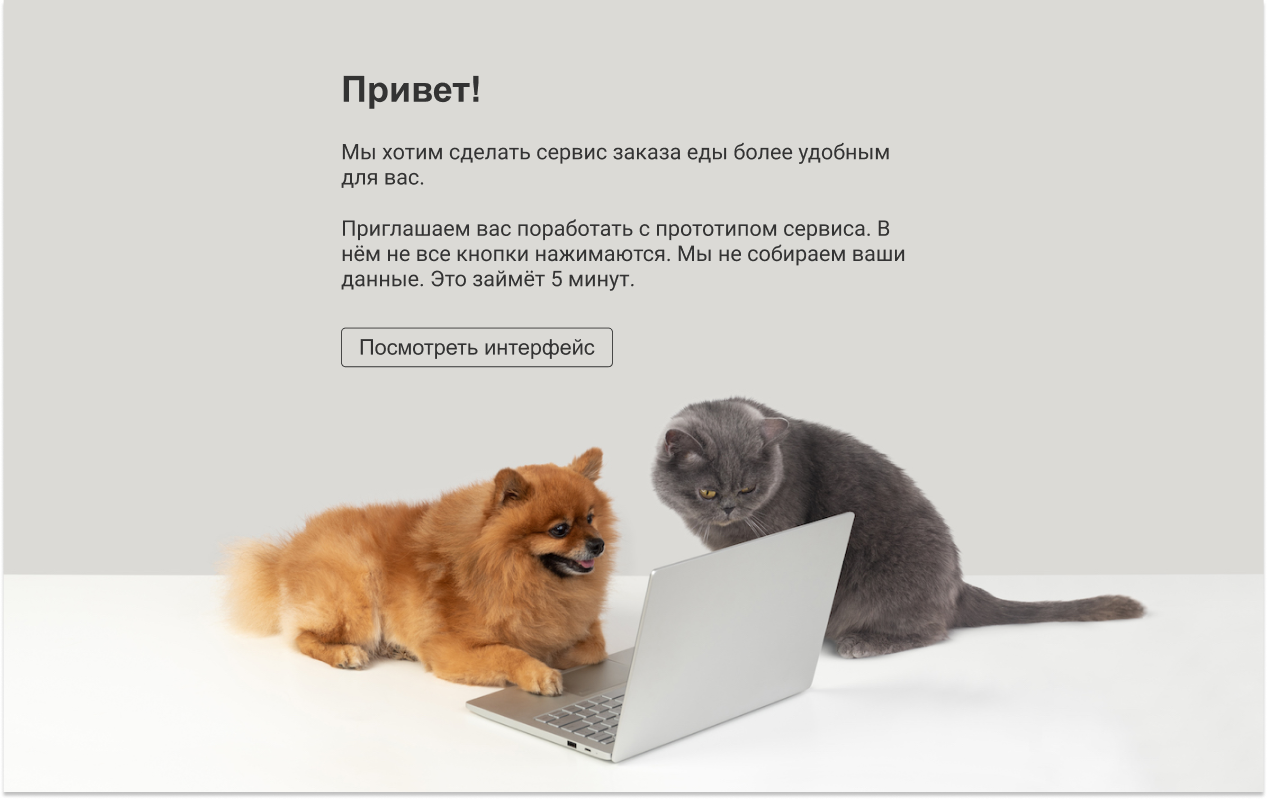 Привет!
Мы хотим сделать сервис заказа еды более удобным
для вас.
Приглашаем вас поработать с прототипом сервиса. В
нём не все кнопки нажимаются. Мы не собираем ваши
данные. Это займёт 5 минут.
Посмотреть интерфейс